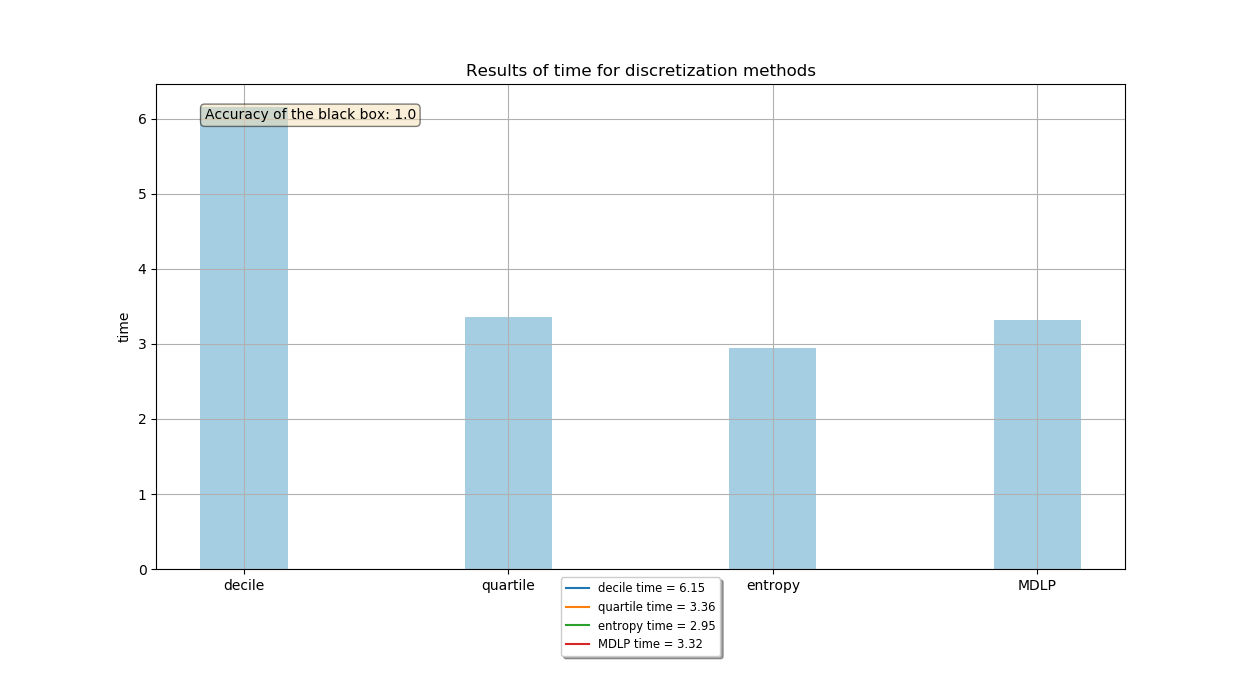 Results of time for discretization methods
Accuracy of the black box: 1.0
6
5
4
3
2
1
0
time
decile
quartile
entropy
MDLP
decile time = 6.15
quartile time = 3.36
entropy time = 2.95
MDLP time = 3.32